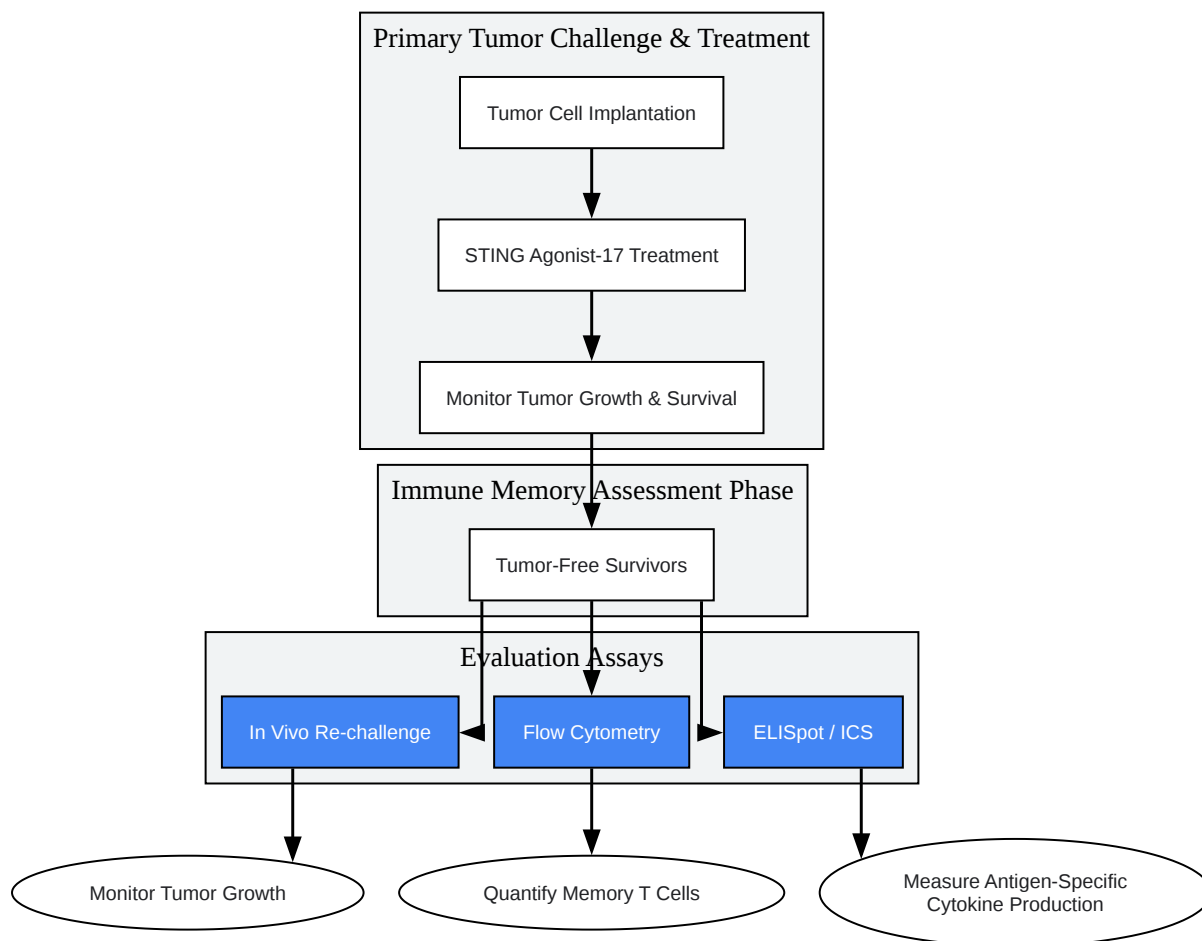 Primary Tumor Challenge & Treatment
Tumor Cell Implantation
STING Agonist-17 Treatment
Monitor Tumor Growth & Survival
Immune Memory Assessment Phase
Tumor-Free Survivors
Evaluation Assays
In Vivo Re-challenge
Flow Cytometry
ELISpot / ICS
Monitor Tumor Growth
Quantify Memory T Cells
Measure Antigen-Specific
Cytokine Production